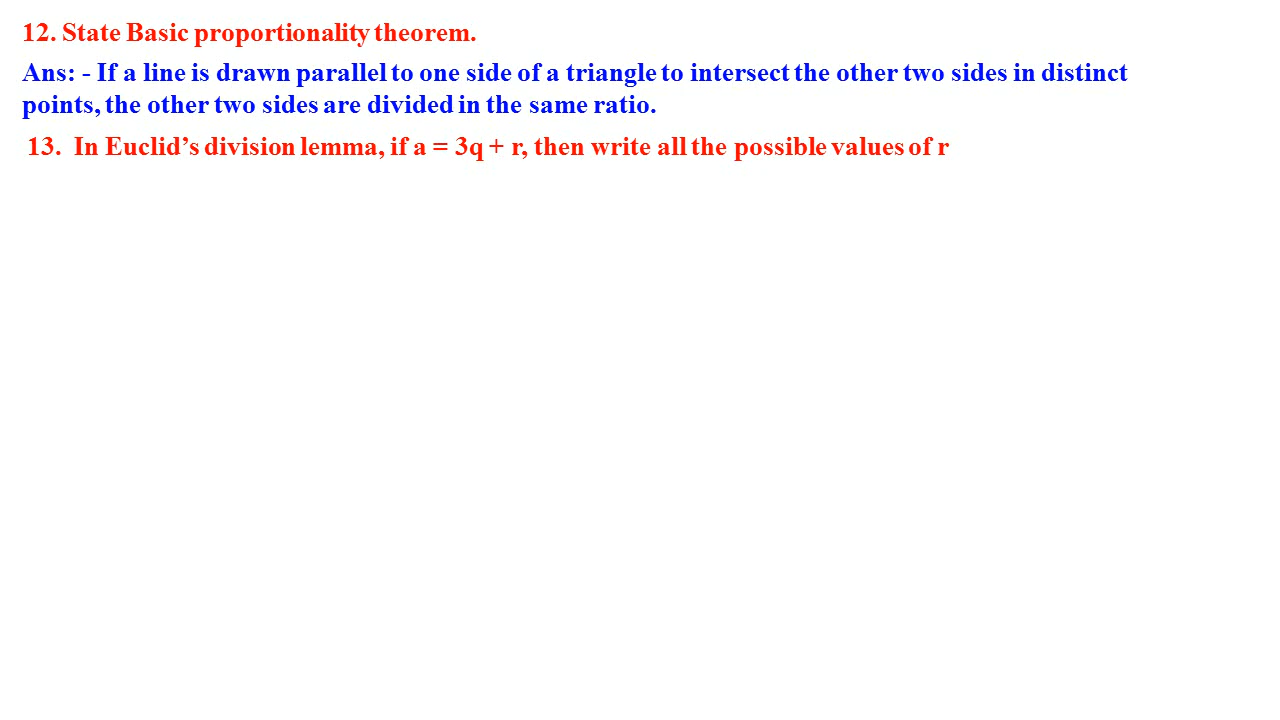 12. State Basic proportionality theorem.
Ans: - If a line is drawn parallel to one side of a triangle to intersect the other two sides in distinct
points, the other two sides are divided in the same ratio.
13. In Euclid’s division lemma, if a = 3q + r, then write all the possible values of r